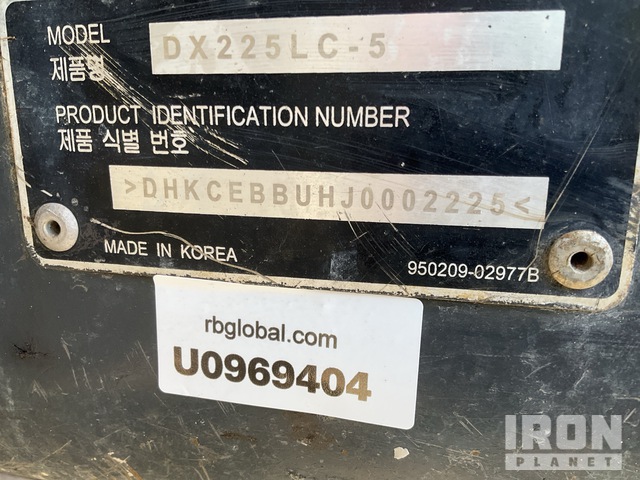 MODEL DX225LC-5
제품명
PRODUCT IDENTIFICATION NUMBER
제품 식별 번호
>DHKCEBBUHJ0002225<
MADE IN KOREA 950209-02977B
rbglobal.com
U0969404
IRON
PLANET